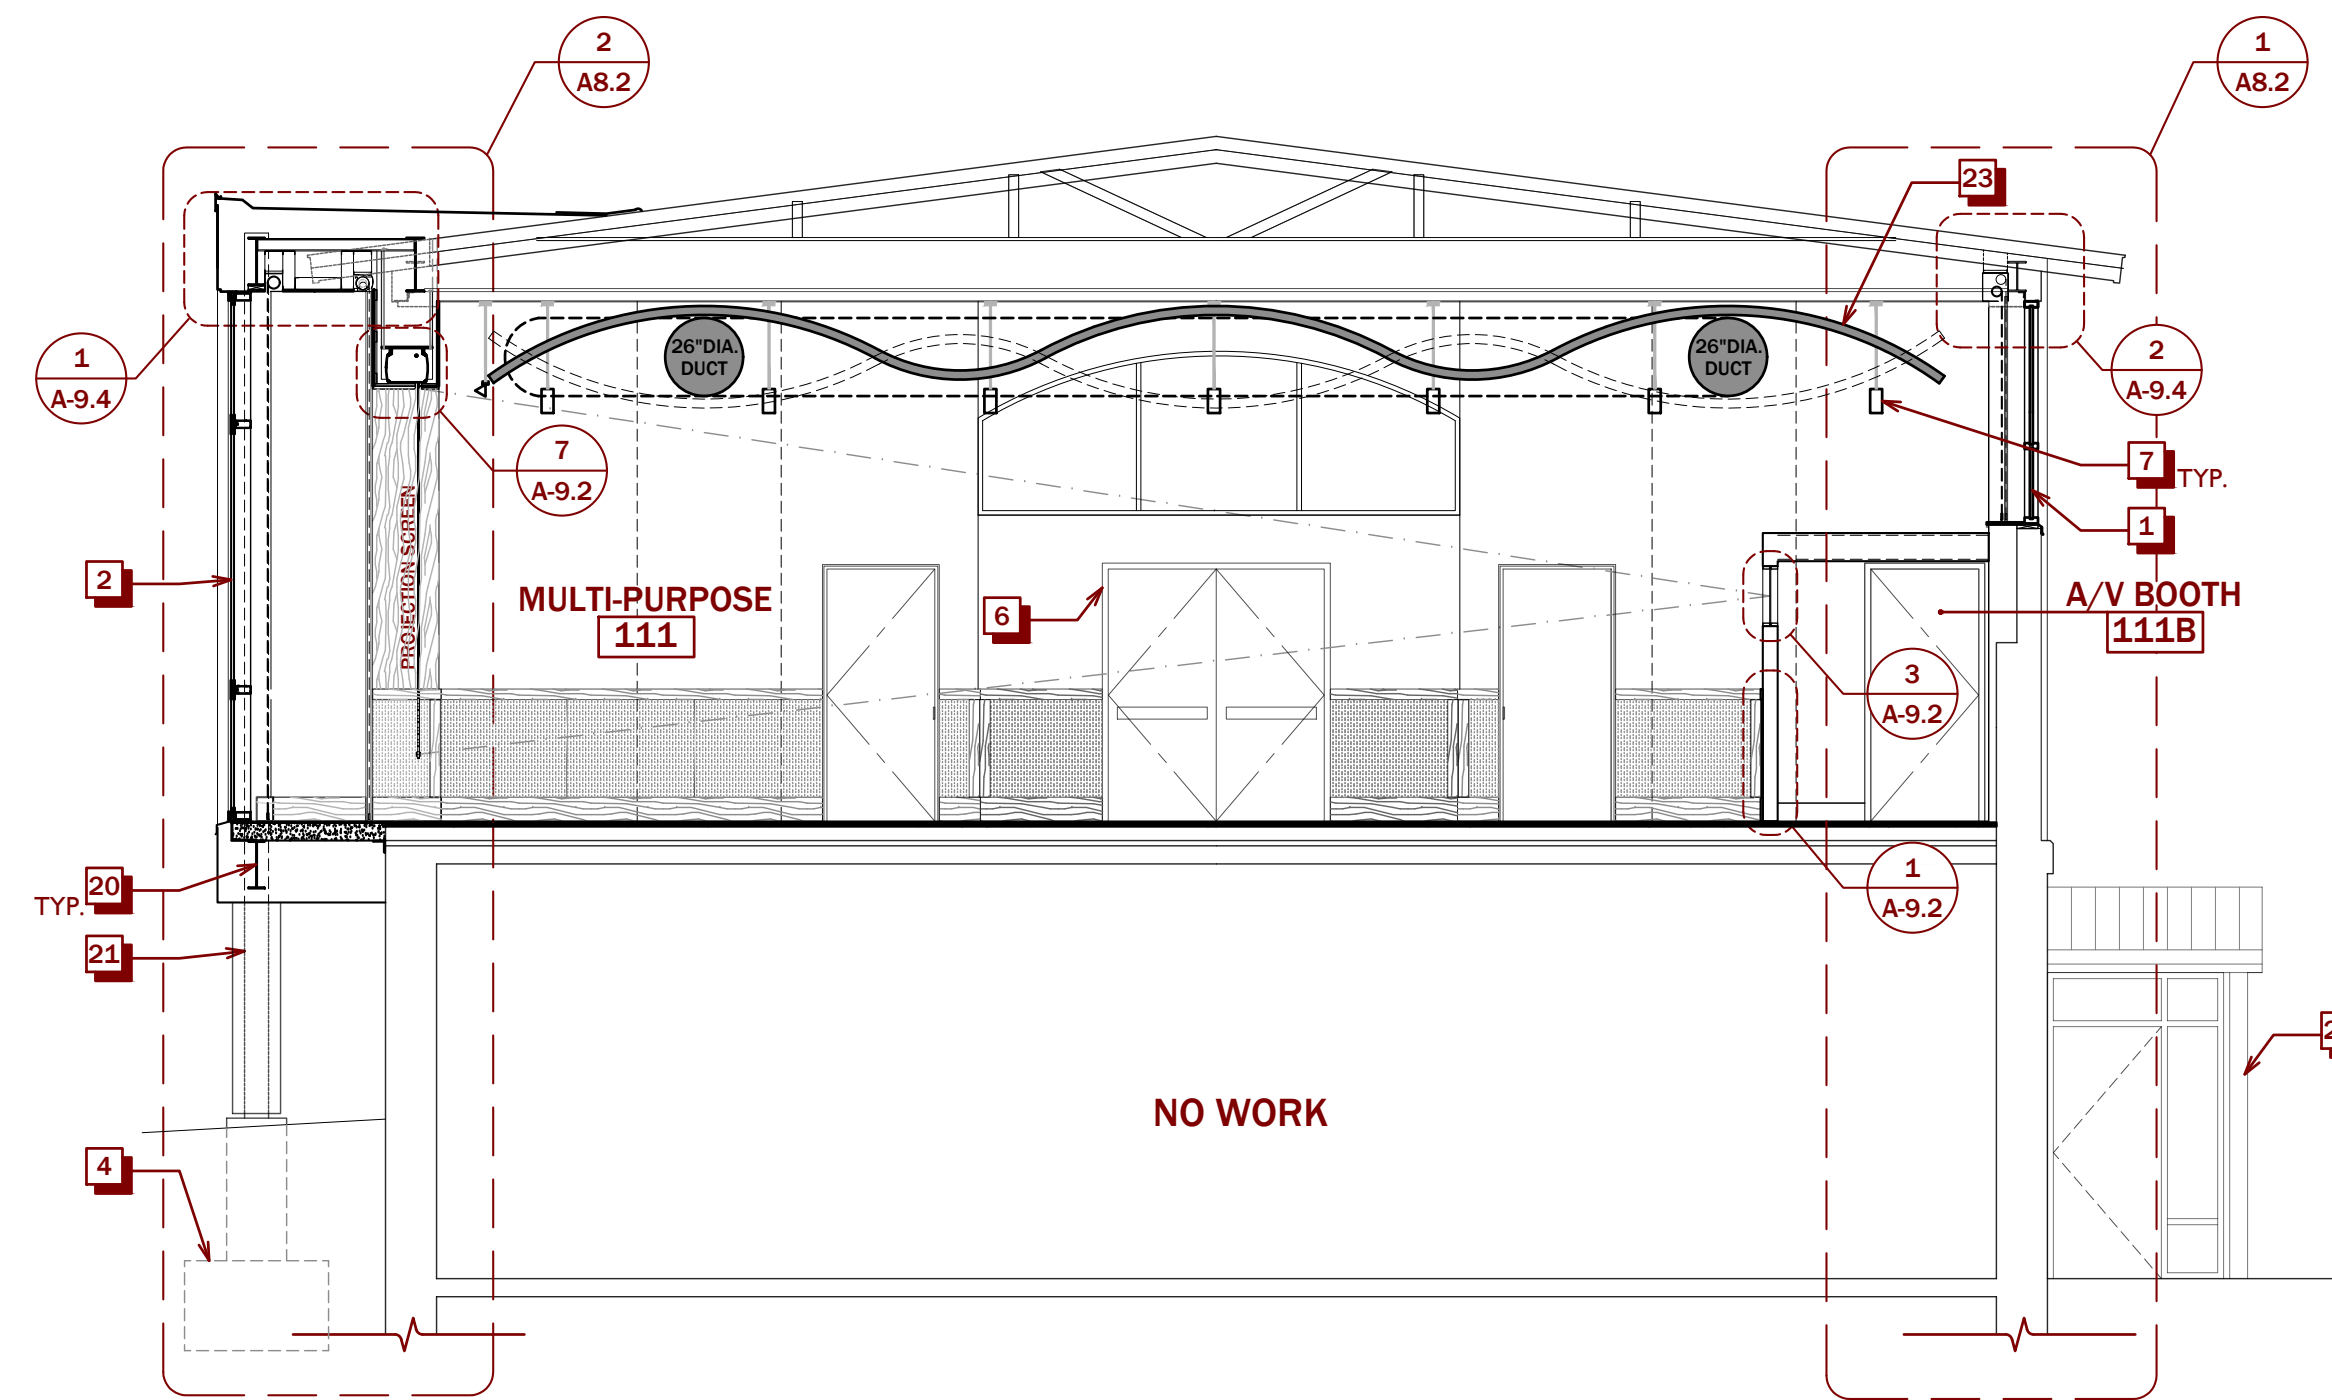 2
A8.2
1
A8.2
23
26"DIA.
DUCT
26"DIA.
DUCT
1
A-9.4
2
A-9.4
7
A-9.2
7
TYP.
1
PROJECTION SCREEN
2
MULTI-PURPOSE
111
6
A/V BOOTH
111B
3
A-9.2
20
TYP.
1
A-9.2
21
NO WORK
4